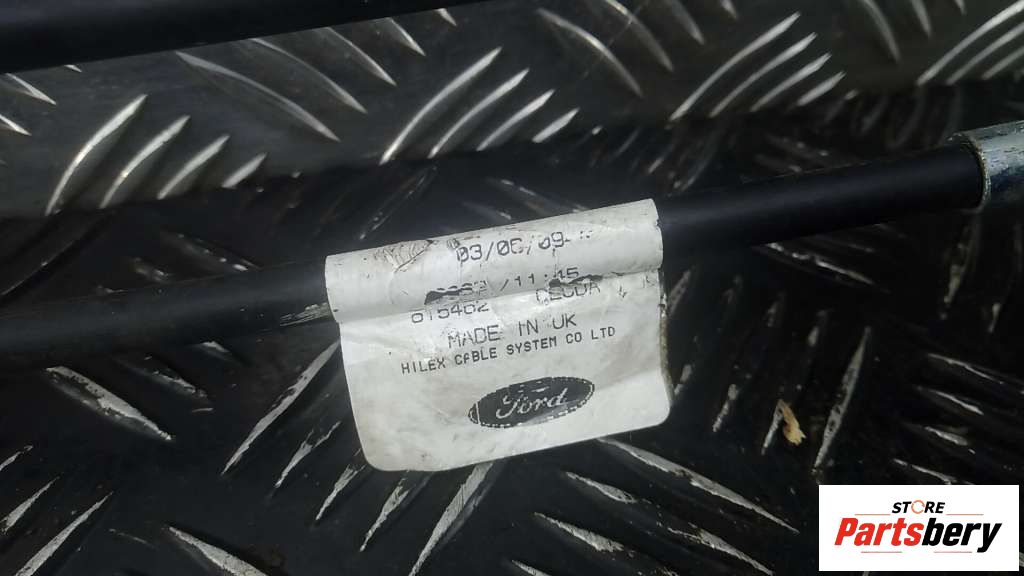 03/06/09
/11:45
615462
MADE IN UK
HILEX CABLE SYSTEM CO LTD
Ford
STORE
Partsbery